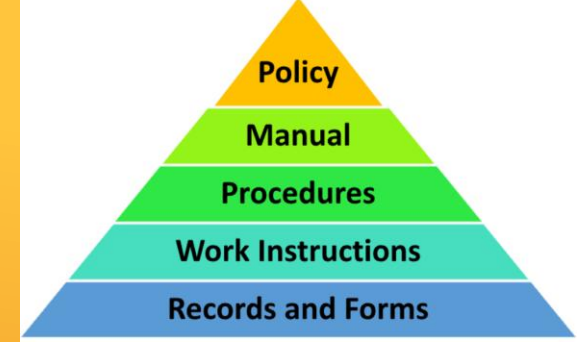 Policy
Manual
Procedures
Work Instructions
Records and Forms